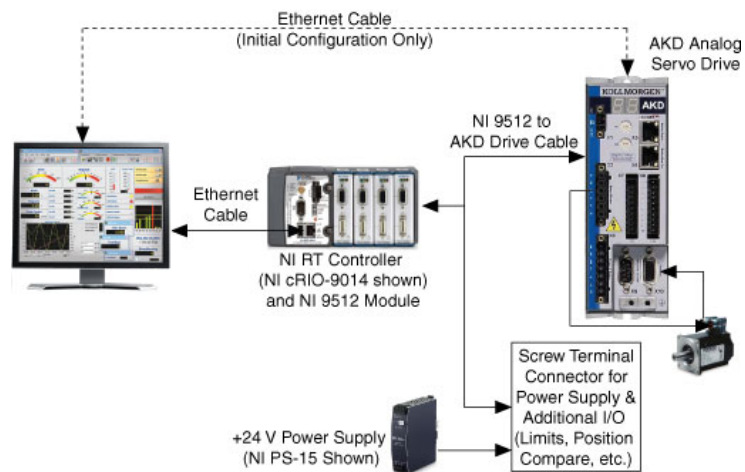 Ethernet Cable
(Initial Configuration Only)
AKD Analog
Servo Drive
KOLLMORGEN
AKD
NI 9512 to
AKD Drive Cable
Ethernet
Cable
NI RT Controller
(NI cRIO-9014 shown)
and NI 9512 Module
Screw Terminal
Connector for
Power Supply &
Additional I/O
(Limits, Position
Compare, etc.)
+24 V Power Supply
(NI PS-15 Shown)